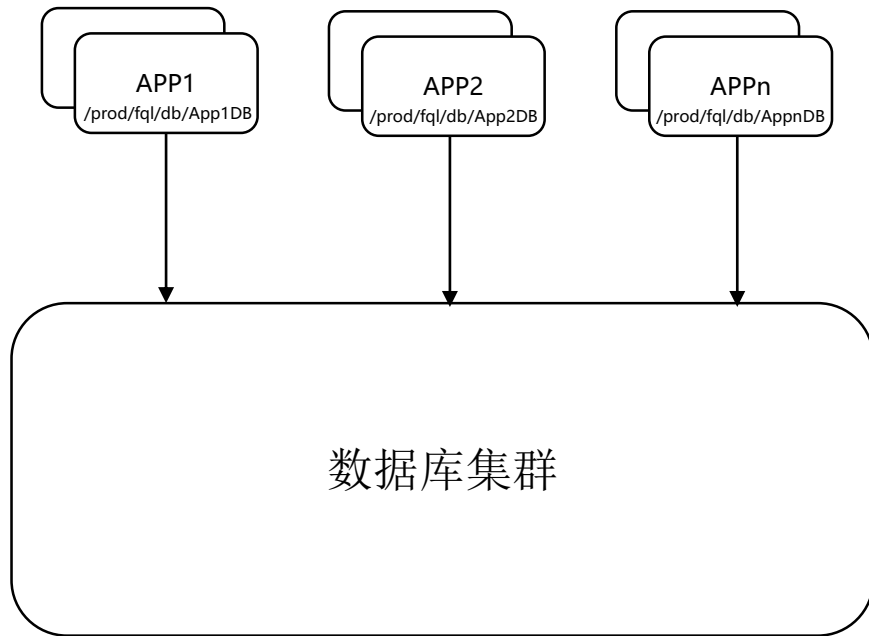 APP1
/prod/fql/db/App1DB
APP2
/prod/fql/db/App2DB
APPn
/prod/fql/db/AppnDB
数据库集群